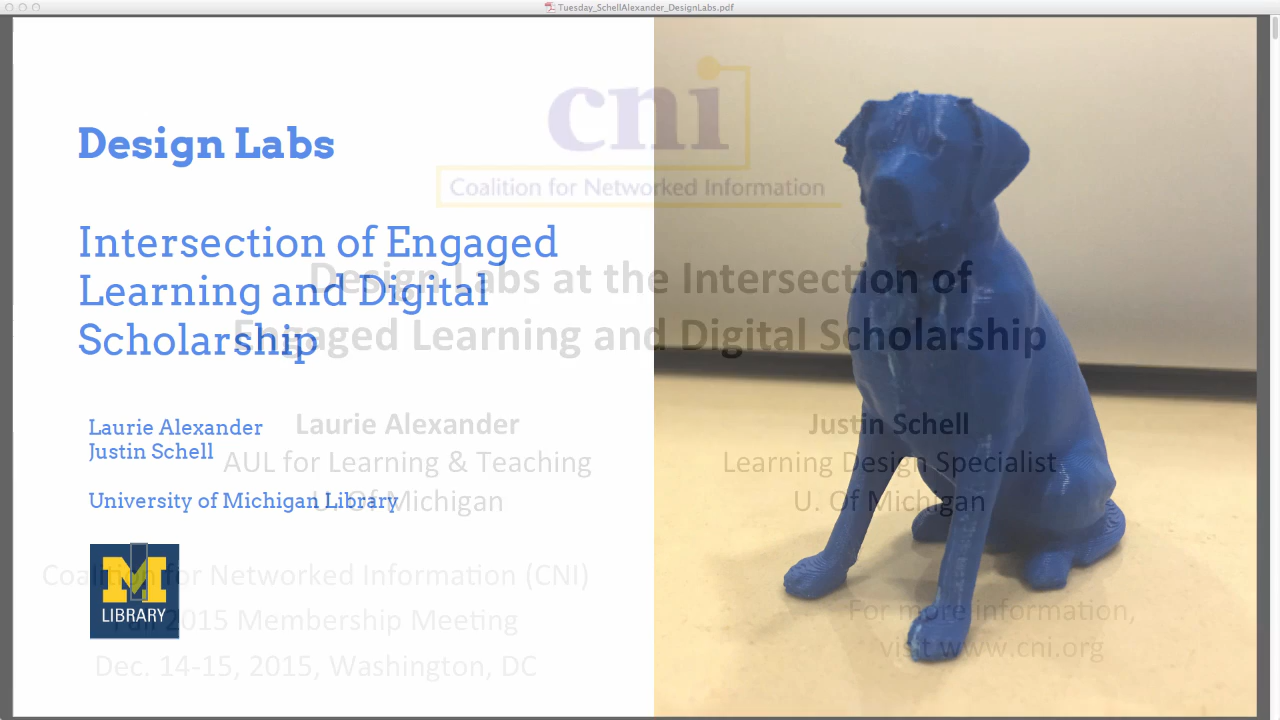 Tuesday_SchellAlexander_DesignLabs.pdf
cni
Coalition for Networked Information
Design Labs
Intersection of Engaged
Learning and Digital
Scholarship
Design Labs at the Intersection of
Engaged Learning and Digital Scholarship
Laurie Alexander
Justin Schell
University of Michigan Library
Laurie Alexander
AUL for Learning & Teaching
U. Of Michigan
Justin Schell
Learning Design Specialist
U. Of Michigan
M
LIBRARY
Coalition for Networked Information (CNI)
Fall 2015 Membership Meeting
Dec. 14-15, 2015, Washington, DC
For more information,
visit www.cni.org